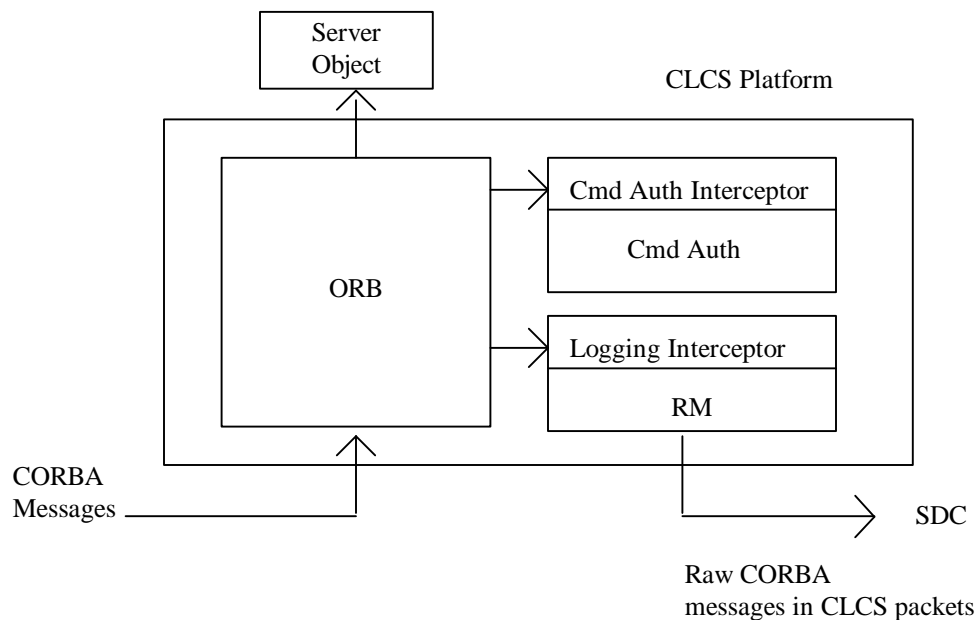 Server
Object
CLCS Platform
Cmd Auth Interceptor
Cmd Auth
ORB
Logging Interceptor
RM
CORBA
Messages
SDC
Raw CORBA
messages in CLCS packets